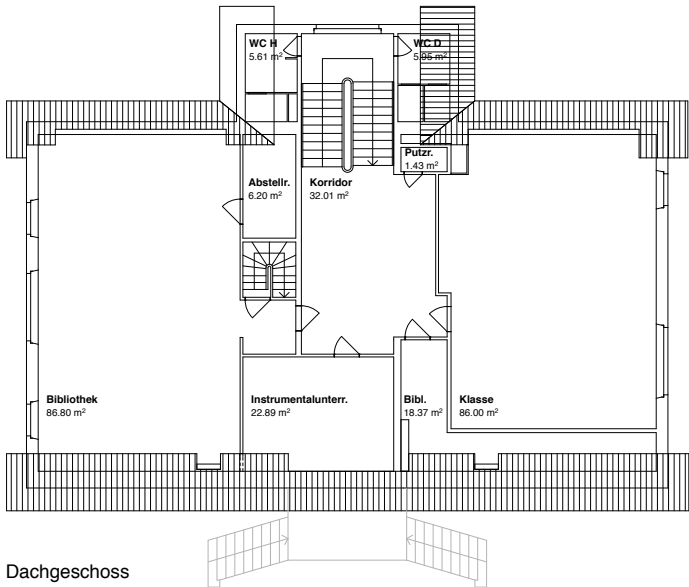 WC H
5.61 m²
WC D
5.95 m²
Putzr.
1.43 m²
Abstellr.
6.20 m²
Korridor
32.01 m²
Bibliothek
86.80 m²
Instrumentalunterr.
22.89 m²
Bibl.
18.37 m²
Klasse
86.00 m²
Dachgeschoss